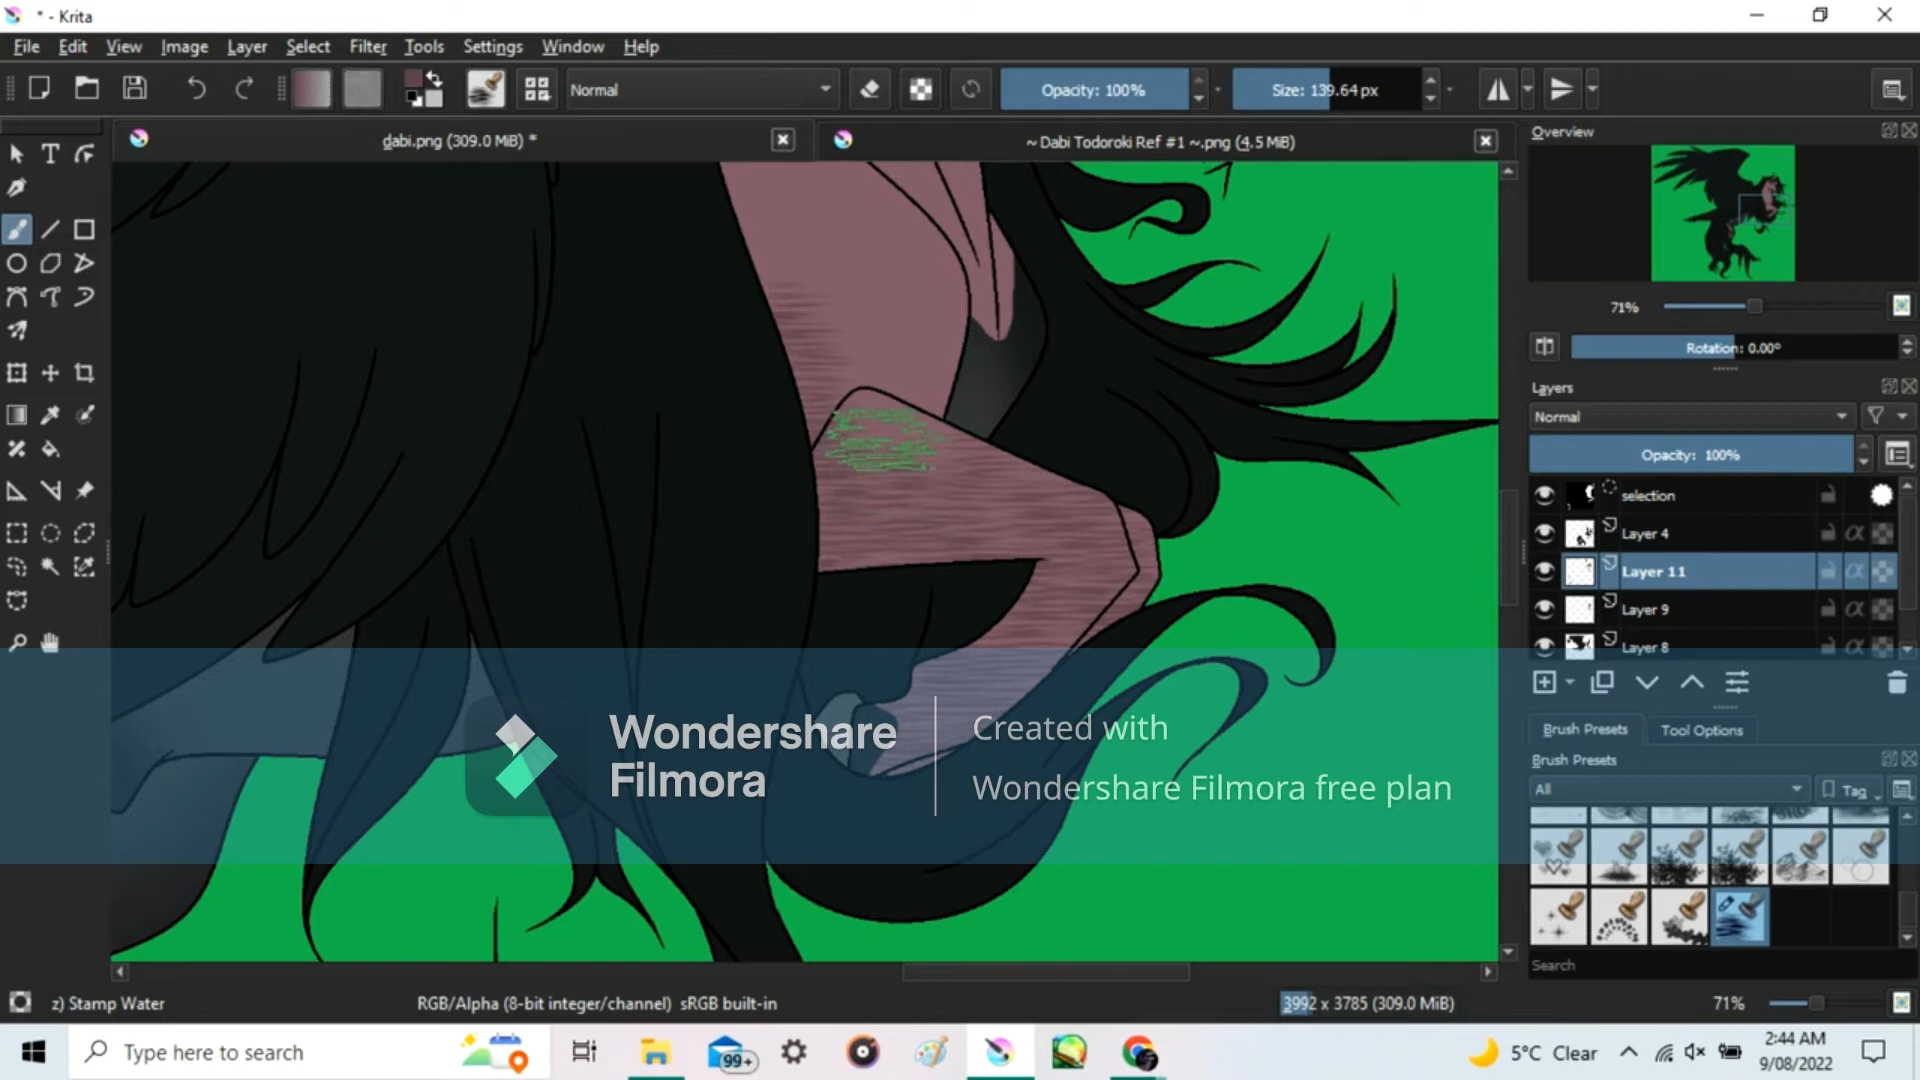 * - Krita
File Edit View Image Layer Select Filter Tools Settings Window Help
Normal
Opacity: 100%
Size: 139.64 px
dabi.png (309.0 MiB) *
~ Dabi Todoroki Ref #1 ~.png (4.5 MiB)
Overview
71%
Rotation: 0.00°
Layers
Normal
Opacity: 100%
selection
Layer 4
Layer 11
Layer 9
Layer 8
Wondershare
Filmora
Created with
Wondershare Filmora free plan
Brush Presets Tool Options
Brush Presets
All
Tag
Search
z) Stamp Water
RGB/Alpha (8-bit integer/channel) sRGB built-in
3992 x 3785 (309.0 MiB)
71%
Type here to search
99+
5°C Clear
2:44 AM
9/08/2022